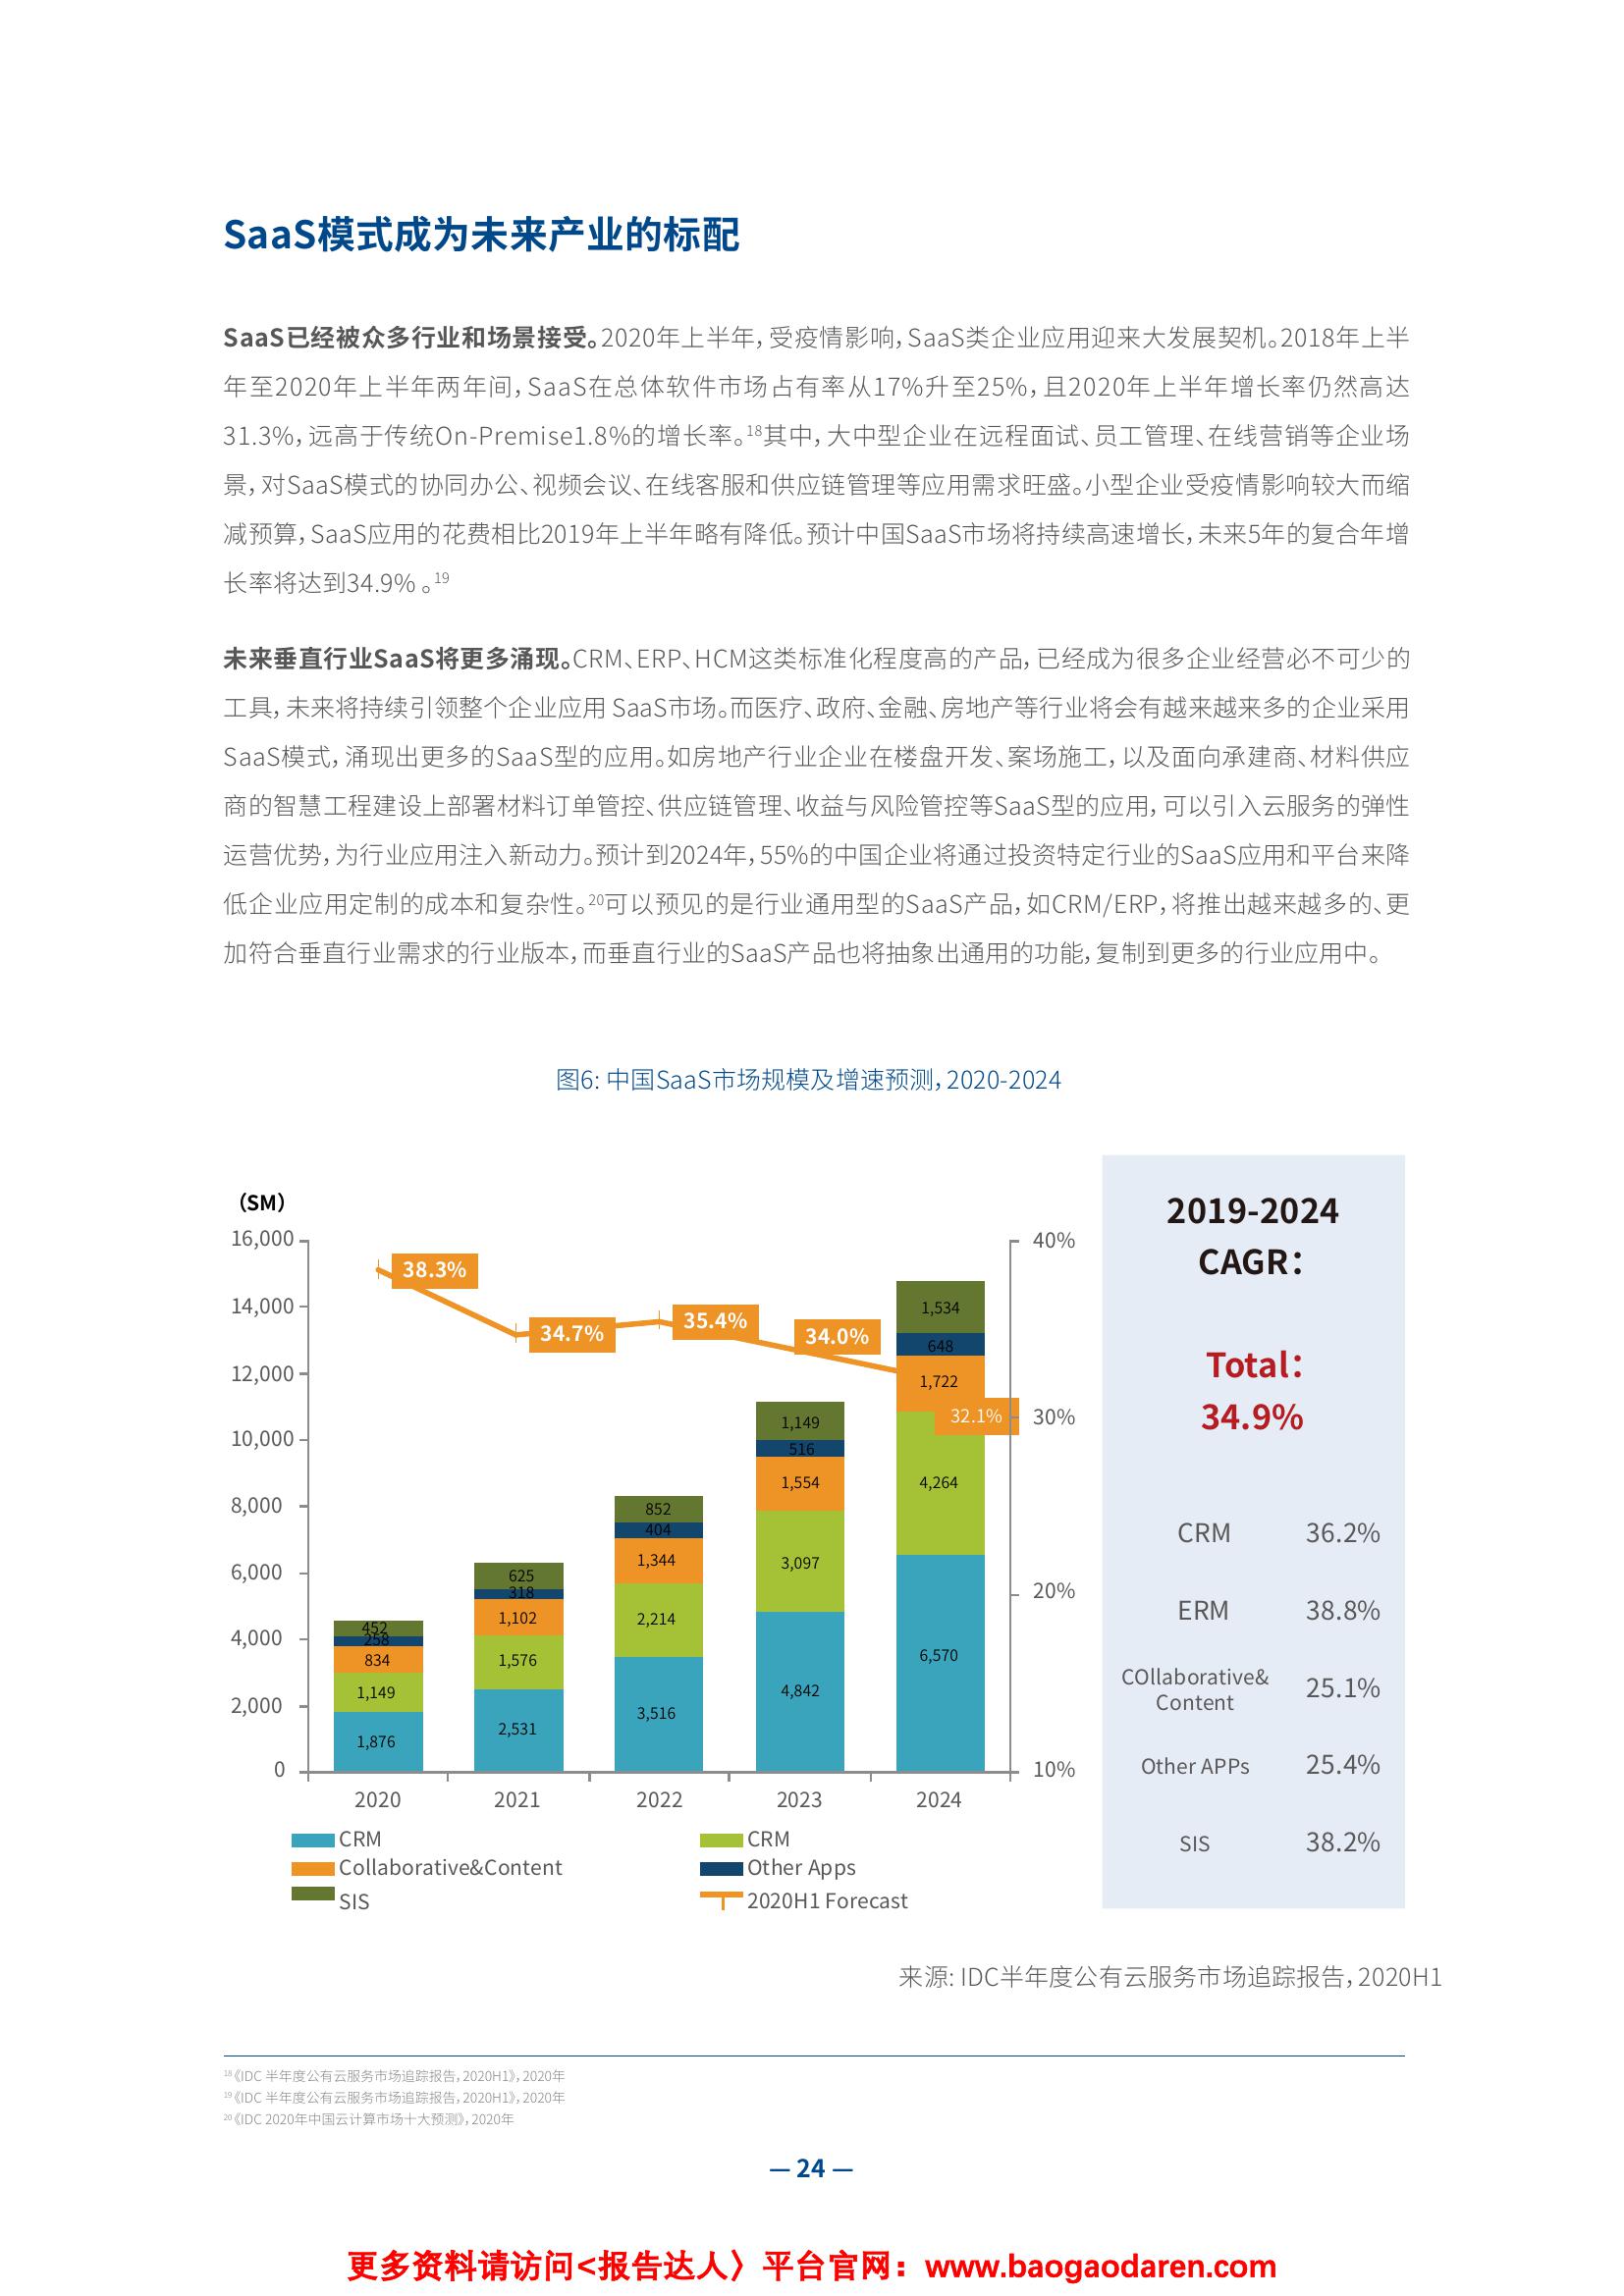 SaaS模式成为未来产业的标配
SaaS已经被众多行业和场景接受。2020年上半年，受疫情影响，SaaS类企业应用迎来大发展契机。2018年上半
年至2020年上半年两年间，SaaS在总体软件市场占有率从17%升至25%，且2020年上半年增长率仍然高达
31.3%，远高于传统On-Premise1.8%的增长率。18其中，大中型企业在远程面试、员工管理、在线营销等企业场
景，对SaaS模式的协同办公、视频会议、在线客服和供应链管理等应用需求旺盛。小型企业受疫情影响较大而缩
减预算，SaaS应用的花费相比2019年上半年略有降低。预计中国SaaS市场将持续高速增长，未来5年的复合年增
长率将达到34.9% 。19
未来垂直行业SaaS将更多涌现。CRM、ERP、HCM这类标准化程度高的产品，已经成为很多企业经营必不可少的
工具，未来将持续引领整个企业应用 SaaS市场。而医疗、政府、金融、房地产等行业将会有越来越来多的企业采用
SaaS模式，涌现出更多的SaaS型的应用。如房地产行业企业在楼盘开发、案场施工，以及面向承建商、材料供应
商的智慧工程建设上部署材料订单管控、供应链管理、收益与风险管控等SaaS型的应用，可以引入云服务的弹性
运营优势，为行业应用注入新动力。预计到2024年，55%的中国企业将通过投资特定行业的SaaS应用和平台来降
低企业应用定制的成本和复杂性。20可以预见的是行业通用型的SaaS产品，如CRM/ERP，将推出越来越多的、更
加符合垂直行业需求的行业版本，而垂直行业的SaaS产品也将抽象出通用的功能，复制到更多的行业应用中。
图6: 中国SaaS市场规模及增速预测，2020-2024
（SM）
16,000
14,000
12,000
10,000
8,000
6,000
4,000
2,000
0
38.3%
34.7%
35.4%
34.0%
32.1%
452
258
834
1,149
1,876
625
318
1,102
1,576
2,531
852
404
1,344
2,214
3,516
1,149
516
1,554
3,097
4,842
1,534
648
1,722
4,264
6,570
40%
30%
20%
10%
2020 2021 2022 2023 2024
CRM CRM
Collaborative&Content Other Apps
SIS 2020H1 Forecast
2019-2024
CAGR：
Total：
34.9%
CRM 36.2%
ERM 38.8%
COllaborative&
Content 25.1%
Other APPs 25.4%
SIS 38.2%
来源: IDC半年度公有云服务市场追踪报告，2020H1
18《IDC 半年度公有云服务市场追踪报告，2020H1》，2020年
19《IDC 半年度公有云服务市场追踪报告，2020H1》，2020年
20《IDC 2020年中国云计算市场十大预测》，2020年
— 24 —
更多资料请访问<报告达人〉平台官网：www.baogaodaren.com